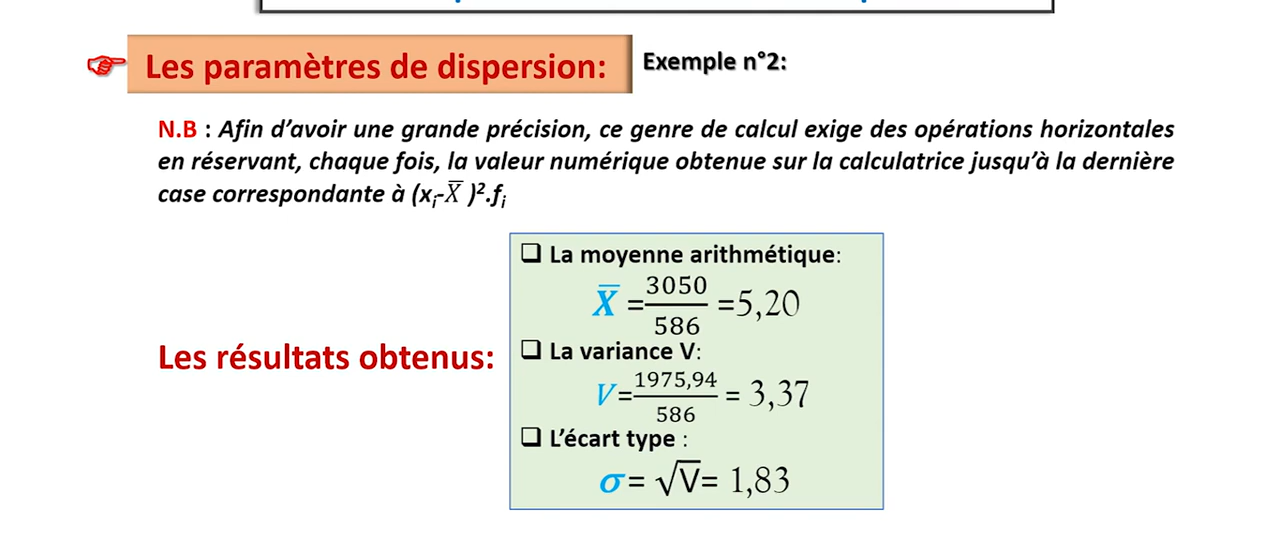 Les paramètres de dispersion:
Exemple n°2:
N.B : Afin d’avoir une grande précision, ce genre de calcul exige des opérations horizontales
en réservant, chaque fois, la valeur numérique obtenue sur la calculatrice jusqu’à la dernière
case correspondante à (xᵢ-X̅ )².fᵢ
❑ La moyenne arithmétique:
X̅ = 3050/586 =5,20
❑ La variance V:
Les résultats obtenus:
V= 1975,94/586 = 3,37
❑ L’écart type :
σ= √V= 1,83